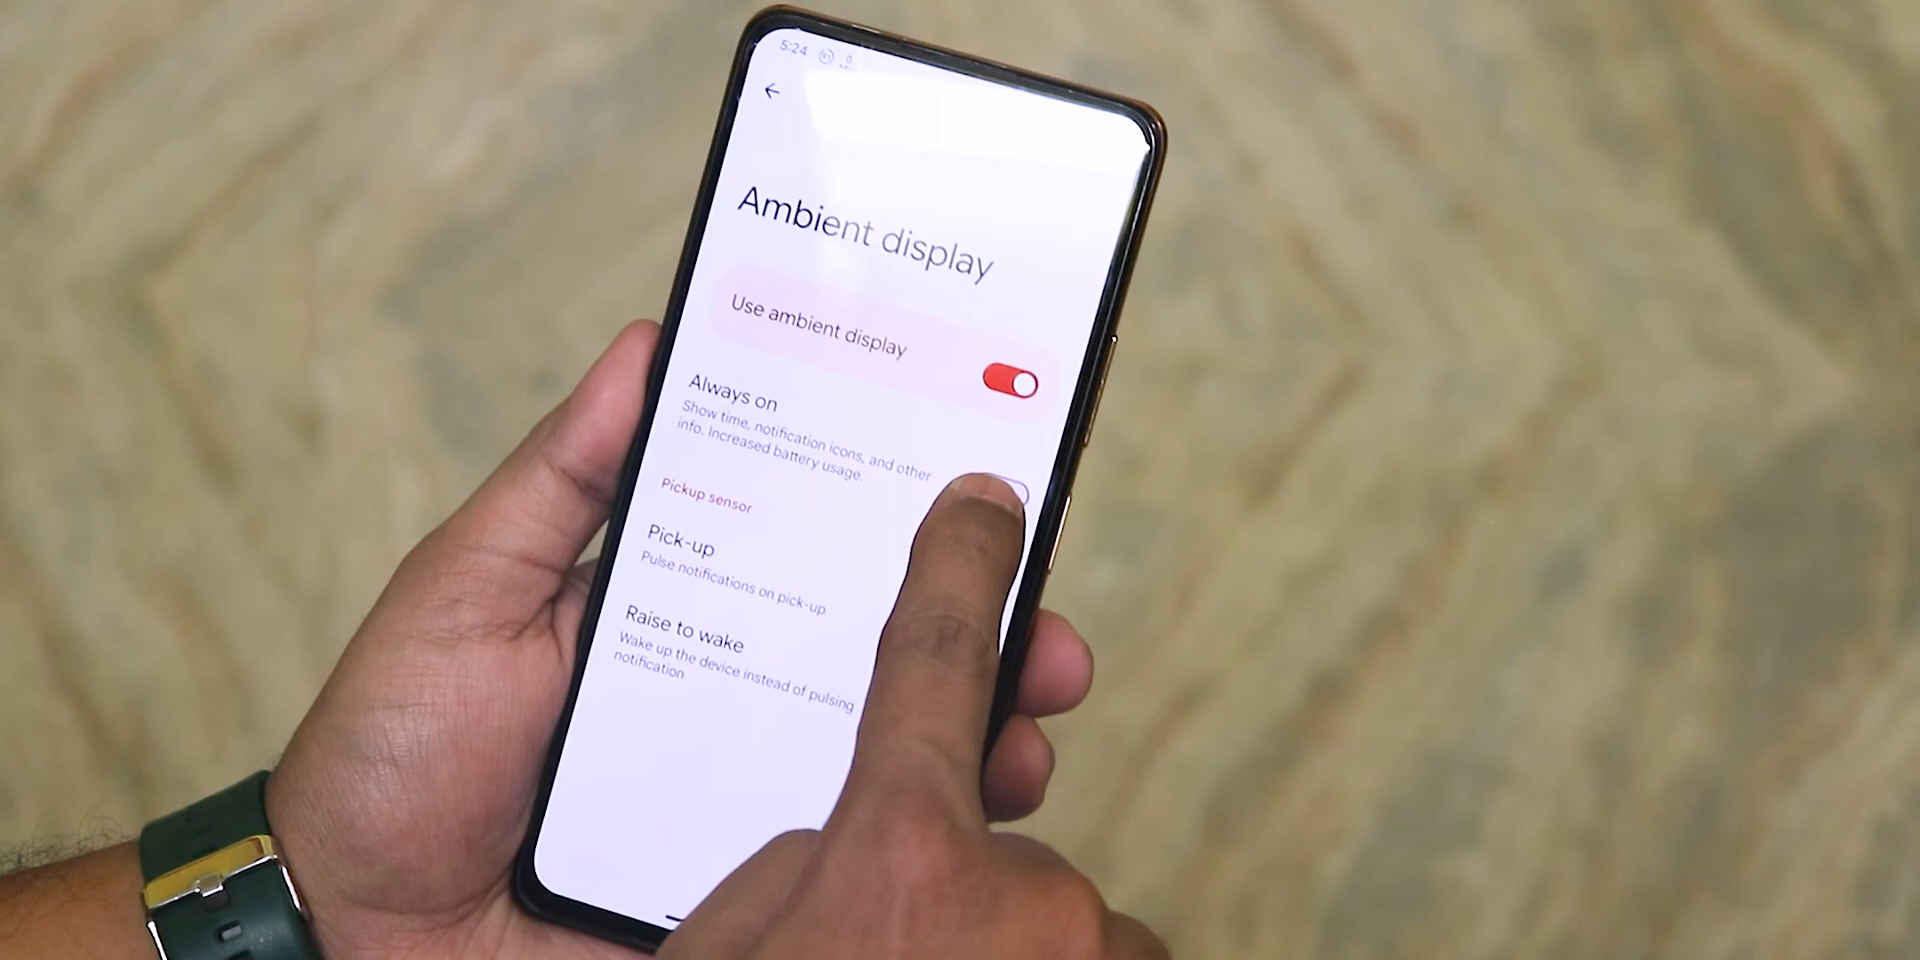 5:24
Ambient display
Use ambient display
Always on
Show time, notification icons, and other
info. Increased battery usage.
Pickup sensor
Pick-up
Pulse notifications on pick-up
Raise to wake
Wake up the device instead of pulsing
notification